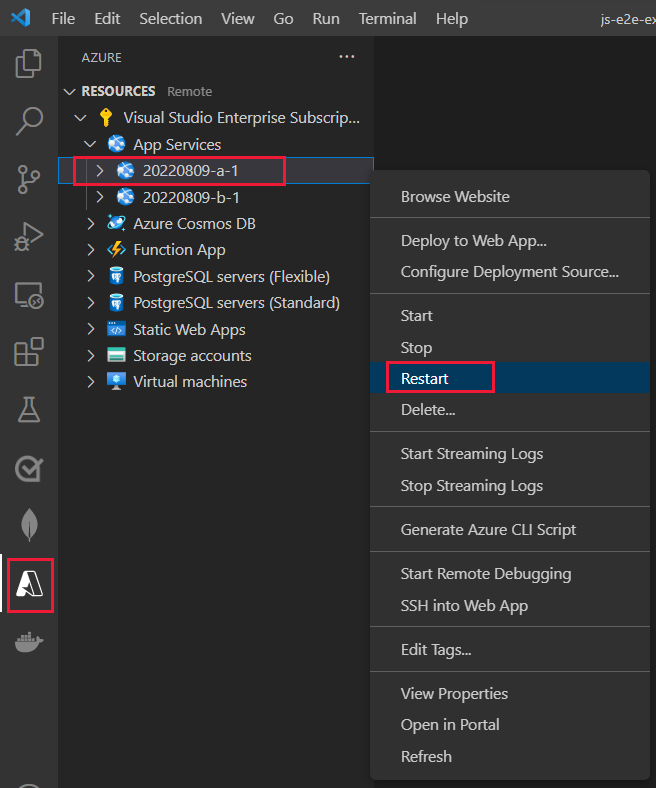 File Edit Selection View Go Run Terminal Help js-e2e-ex
AZURE
RESOURCES Remote
Visual Studio Enterprise Subscrip...
App Services
20220809-a-1
20220809-b-1
Azure Cosmos DB
Function App
PostgreSQL servers (Flexible)
PostgreSQL servers (Standard)
Static Web Apps
Storage accounts
Virtual machines
Browse Website
Deploy to Web App...
Configure Deployment Source...
Start
Stop
Restart
Delete...
Start Streaming Logs
Stop Streaming Logs
Generate Azure CLI Script
Start Remote Debugging
SSH into Web App
Edit Tags...
View Properties
Open in Portal
Refresh